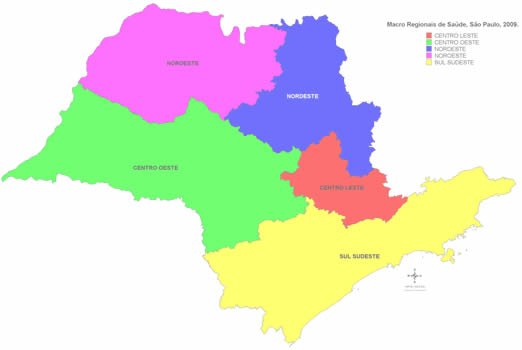 Macro Regionais de Saúde, São Paulo, 2009.
CENTRO LESTE
CENTRO OESTE
NORDESTE
NOROESTE
SUL SUDESTE
NOROESTE
NORDESTE
CENTRO OESTE
CENTRO LESTE
SUL SUDESTE